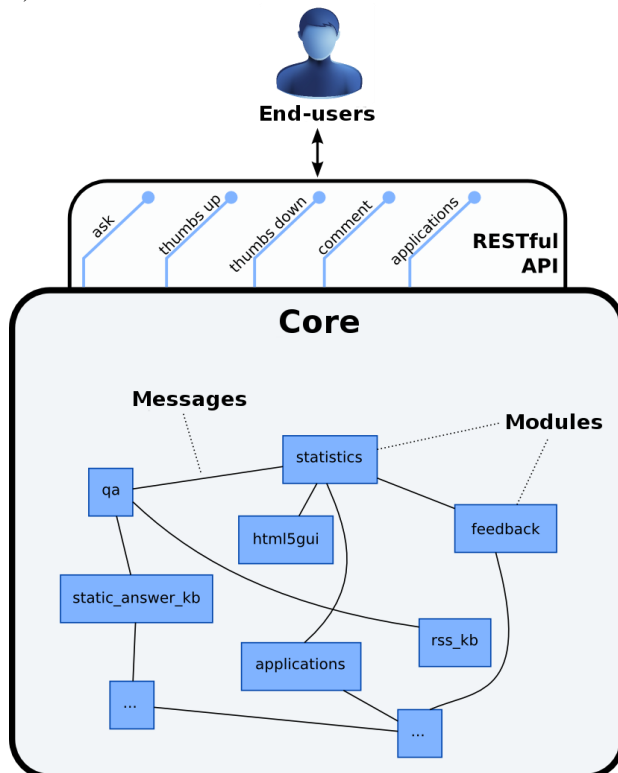 End-users
ask
thumbs up
thumbs down
comment
applications
RESTful
API
Core
Messages
Modules
statistics
qa
html5gui
feedback
static_answer_kb
rss_kb
applications
...
...